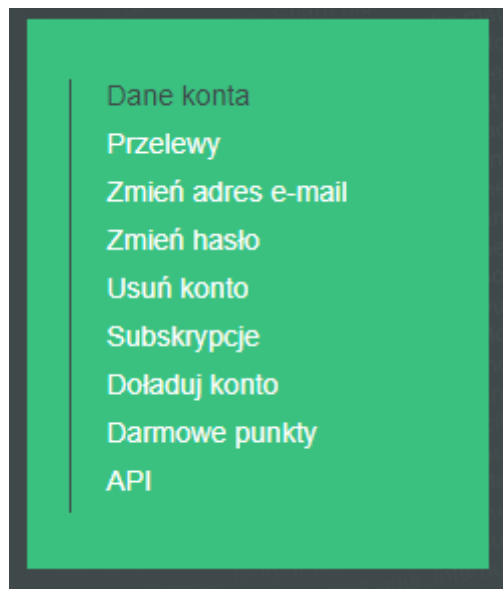 Dane konta
Przelewy
Zmień adres e-mail
Zmień hasło
Usuń konto
Subskrypcje
Doładuj konto
Darmowe punkty
API